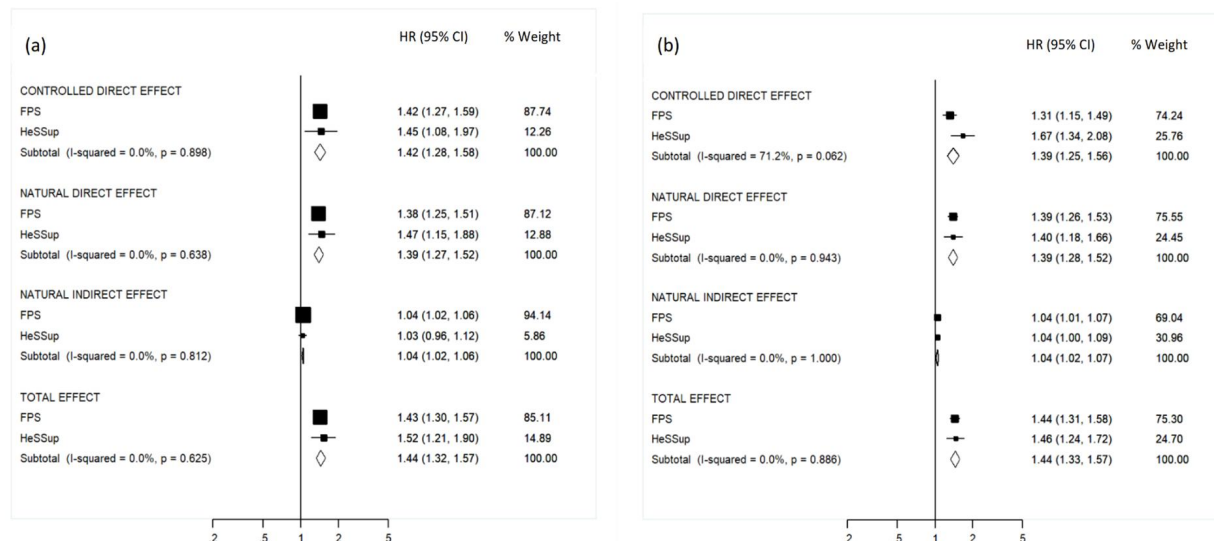 (a) HR (95% CI) % Weight
CONTROLLED DIRECT EFFECT
FPS 1.42 (1.27, 1.59) 87.74
HeSSup 1.45 (1.08, 1.97) 12.26
Subtotal (I-squared = 0.0%, p = 0.898) 1.42 (1.28, 1.58) 100.00
NATURAL DIRECT EFFECT
FPS 1.38 (1.25, 1.51) 87.12
HeSSup 1.47 (1.15, 1.88) 12.88
Subtotal (I-squared = 0.0%, p = 0.638) 1.39 (1.27, 1.52) 100.00
NATURAL INDIRECT EFFECT
FPS 1.04 (1.02, 1.06) 94.14
HeSSup 1.03 (0.96, 1.12) 5.86
Subtotal (I-squared = 0.0%, p = 0.812) 1.04 (1.02, 1.06) 100.00
TOTAL EFFECT
FPS 1.43 (1.30, 1.57) 85.11
HeSSup 1.52 (1.21, 1.90) 14.89
Subtotal (I-squared = 0.0%, p = 0.625) 1.44 (1.32, 1.57) 100.00
.2 .5 1 2 5
(b) HR (95% CI) % Weight
CONTROLLED DIRECT EFFECT
FPS 1.31 (1.15, 1.49) 74.24
HeSSup 1.67 (1.34, 2.08) 25.76
Subtotal (I-squared = 71.2%, p = 0.062) 1.39 (1.25, 1.56) 100.00
NATURAL DIRECT EFFECT
FPS 1.39 (1.26, 1.53) 75.55
HeSSup 1.40 (1.18, 1.66) 24.45
Subtotal (I-squared = 0.0%, p = 0.943) 1.39 (1.28, 1.52) 100.00
NATURAL INDIRECT EFFECT
FPS 1.04 (1.01, 1.07) 69.04
HeSSup 1.04 (1.00, 1.09) 30.96
Subtotal (I-squared = 0.0%, p = 1.000) 1.04 (1.02, 1.07) 100.00
TOTAL EFFECT
FPS 1.44 (1.31, 1.58) 75.30
HeSSup 1.46 (1.24, 1.72) 24.70
Subtotal (I-squared = 0.0%, p = 0.886) 1.44 (1.33, 1.57) 100.00
.2 .5 1 2 5